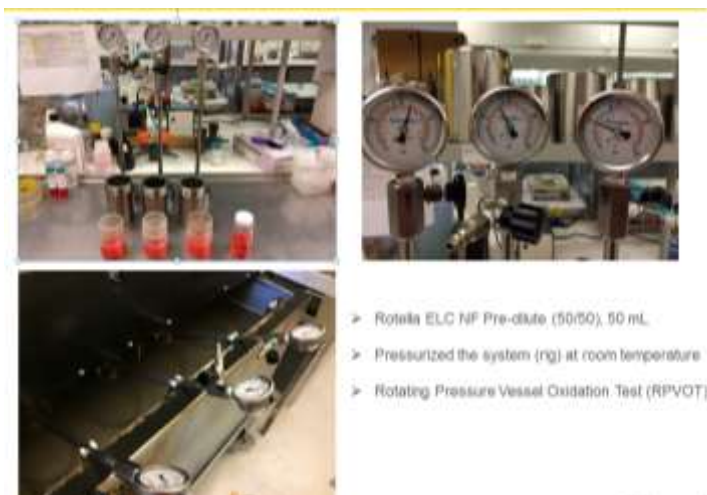 Rotella ELC NF Pre-dilute (50/50), 50 mL
Pressurized the system (rig) at room temperature
Rotating Pressure Vessel Oxidation Test (RPVOT)